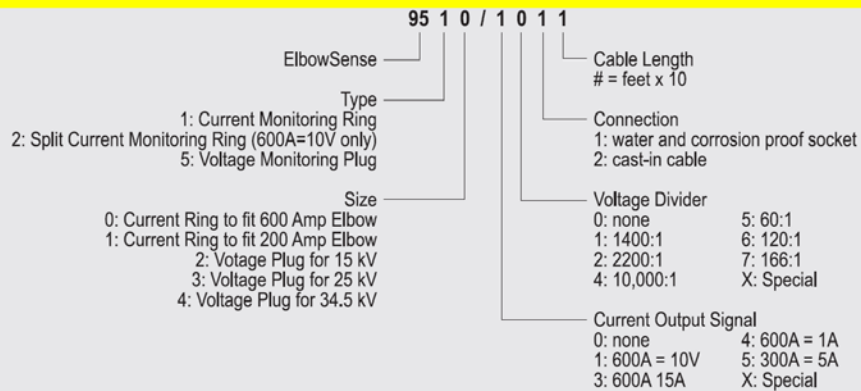 95 1 0 / 1 0 1 1
ElbowSense
Type
1: Current Monitoring Ring
2: Split Current Monitoring Ring (600A=10V only)
5: Voltage Monitoring Plug
Size
0: Current Ring to fit 600 Amp Elbow
1: Current Ring to fit 200 Amp Elbow
2: Votage Plug for 15 kV
3: Voltage Plug for 25 kV
4: Voltage Plug for 34.5 kV
Cable Length
# = feet x 10
Connection
1: water and corrosion proof socket
2: cast-in cable
Voltage Divider
0: none 5: 60:1
1: 1400:1 6: 120:1
2: 2200:1 7: 166:1
4: 10,000:1 X: Special
Current Output Signal
0: none 4: 600A = 1A
1: 600A = 10V 5: 300A = 5A
3: 600A 15A X: Special